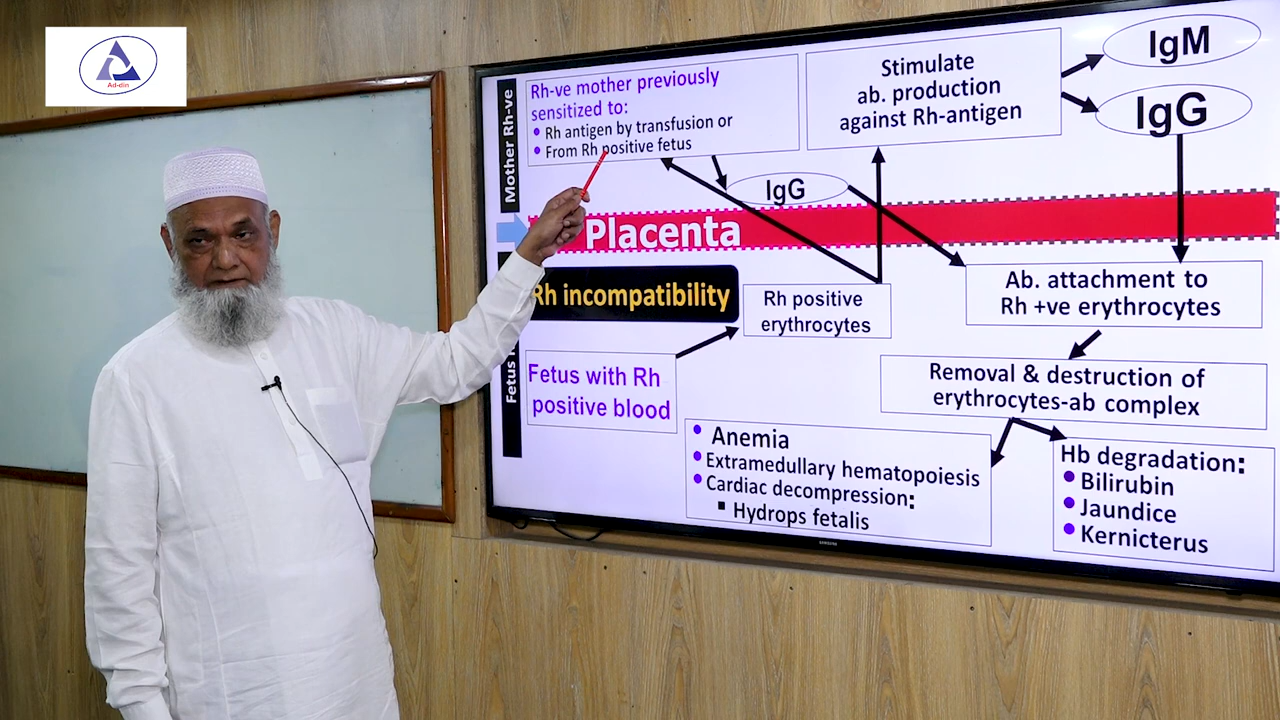 Ad-din
Mother Rh-ve
Rh-ve mother previously
sensitized to:
Rh antigen by transfusion or
From Rh positive fetus
Stimulate
ab. production
against Rh-antigen
IgM
IgG
IgG
Placenta
Fetus
Rh incompatibility
Rh positive
erythrocytes
Ab. attachment to
Rh +ve erythrocytes
Fetus with Rh
positive blood
Removal & destruction of
erythrocytes-ab complex
Anemia
Extramedullary hematopoiesis
Cardiac decompression:
Hydrops fetalis
Hb degradation:
Bilirubin
Jaundice
Kernicterus
SAMSUNG